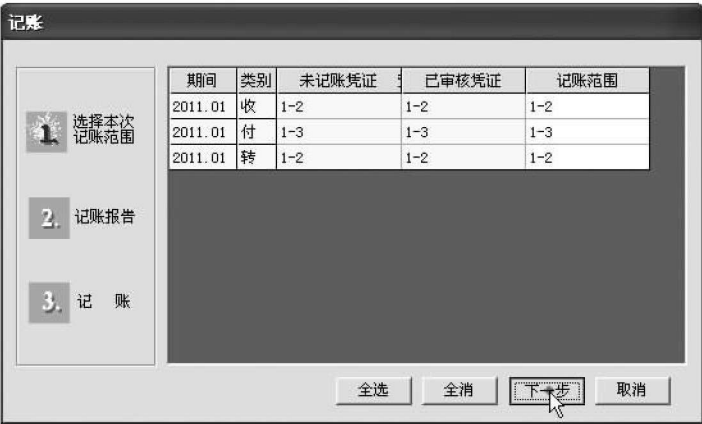 记账
期间 类别 未记账凭证 已审核凭证 记账范围
2011.01 收 1-2 1-2 1-2
2011.01 付 1-3 1-3 1-3
2011.01 转 1-2 1-2 1-2
1. 选择本次
记账范围
2. 记账报告
3. 记 账
全选 全消 下一步 取消